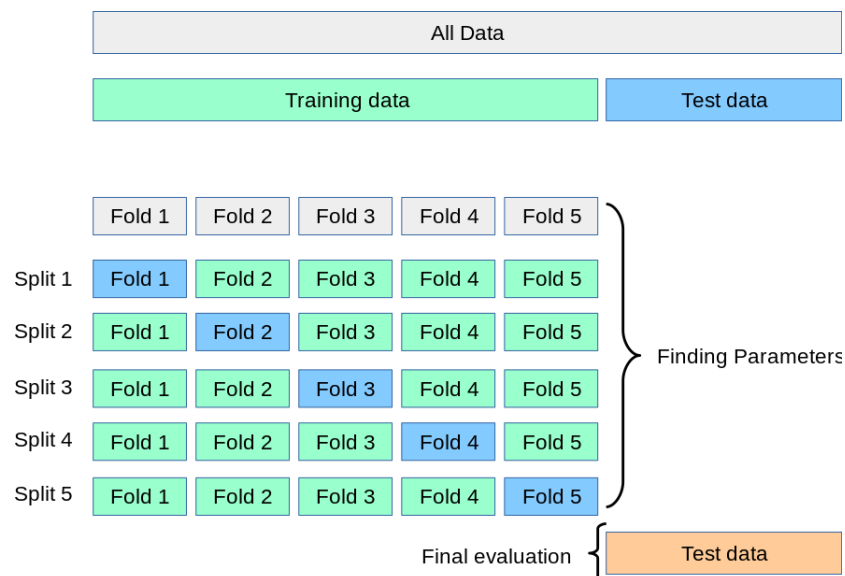 All Data
Training data Test data
Fold 1 Fold 2 Fold 3 Fold 4 Fold 5
Split 1 Fold 1 Fold 2 Fold 3 Fold 4 Fold 5
Split 2 Fold 1 Fold 2 Fold 3 Fold 4 Fold 5
Finding Parameters
Split 3 Fold 1 Fold 2 Fold 3 Fold 4 Fold 5
Split 4 Fold 1 Fold 2 Fold 3 Fold 4 Fold 5
Split 5 Fold 1 Fold 2 Fold 3 Fold 4 Fold 5
Final evaluation Test data